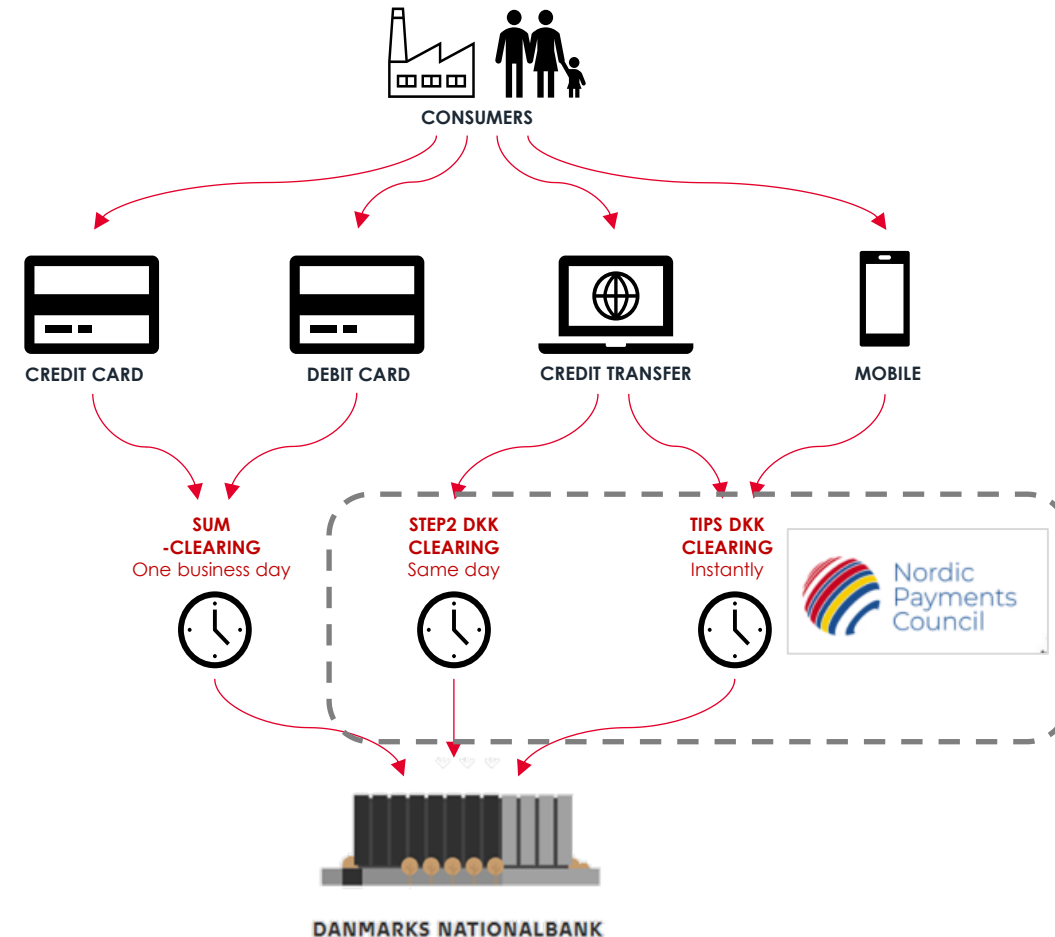 CONSUMERS
CREDIT CARD
DEBIT CARD
CREDIT TRANSFER
MOBILE
SUM
-CLEARING
One business day
STEP2 DKK
CLEARING
Same day
TIPS DKK
CLEARING
Instantly
Nordic
Payments
Council
DANMARKS NATIONALBANK